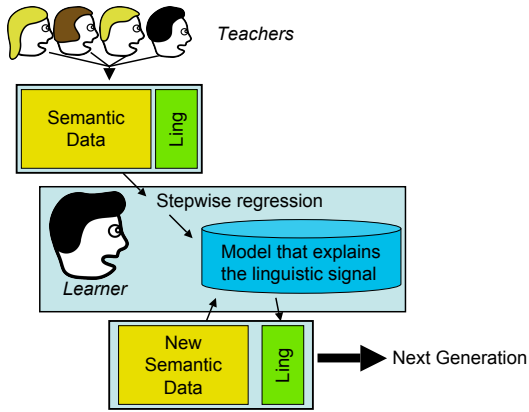 Teachers
Semantic
Data
Ling
Stepwise regression
Model that explains
the linguistic signal
Learner
New
Semantic
Data
Ling
Next Generation